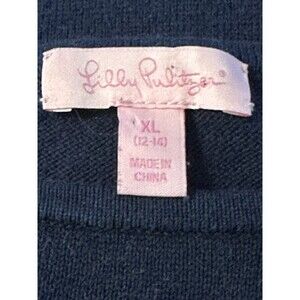 Lilly Pulitzer®
XL
(12-14)
MADE IN
CHINA